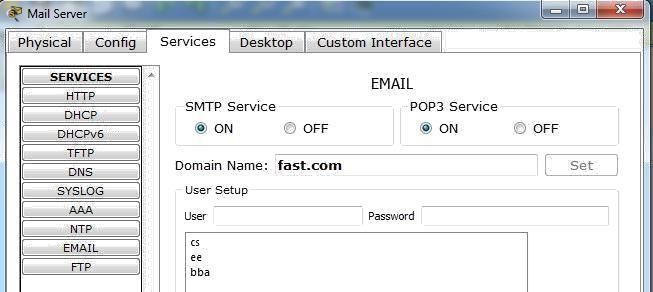 Mail Server
Physical Config Services Desktop Custom Interface
SERVICES
HTTP
DHCP
DHCPv6
TFTP
DNS
SYSLOG
AAA
NTP
EMAIL
FTP
EMAIL
SMTP Service
ON OFF
POP3 Service
ON OFF
Domain Name: fast.com Set
User Setup
User Password
cs
ee
bba